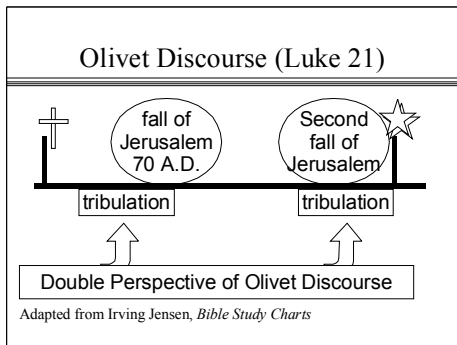 Olivet Discourse (Luke 21)
fall of
Jerusalem
70 A.D.
Second
fall of
Jerusalem
tribulation
tribulation
Double Perspective of Olivet Discourse
Adapted from Irving Jensen, Bible Study Charts